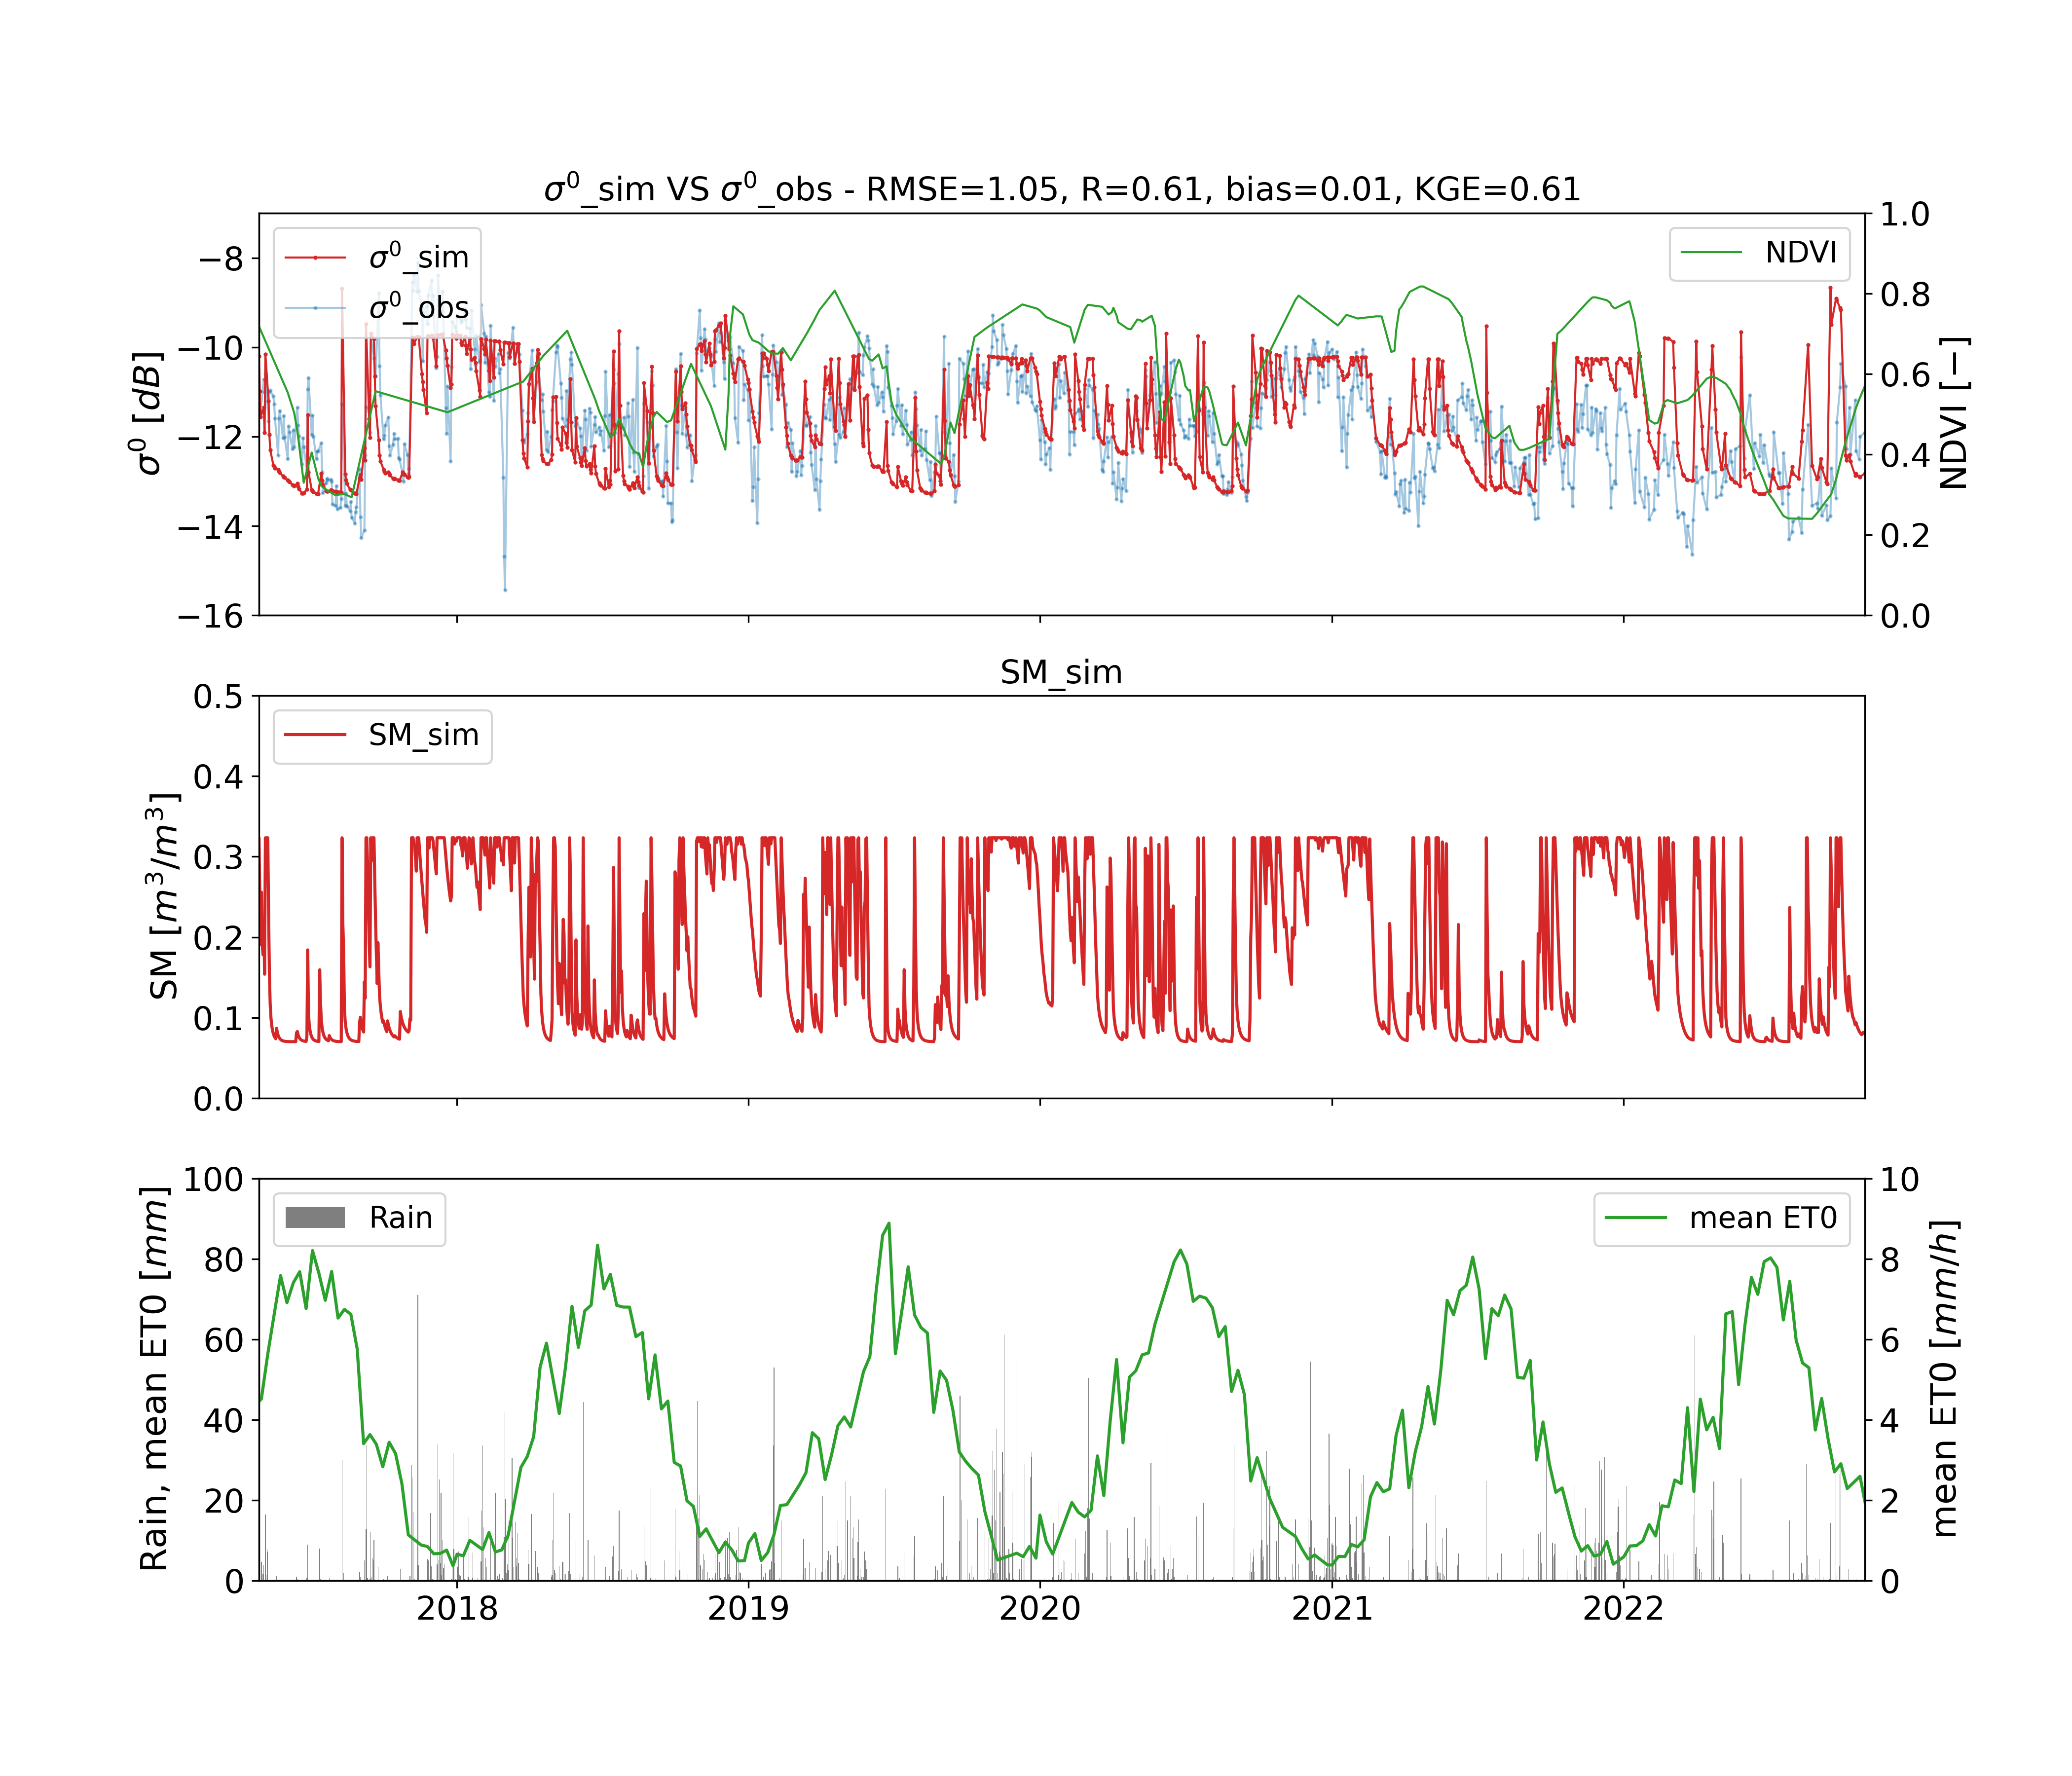 σ⁰_sim VS σ⁰_obs - RMSE=1.05, R=0.61, bias=0.01, KGE=0.61
σ⁰ [dB]
−8
−10
−12
−14
−16
σ⁰_sim
σ⁰_obs
NDVI
1.0
0.8
0.6
0.4
0.2
0.0
NDVI [−]
SM_sim
SM [m³/m³]
0.5
0.4
0.3
0.2
0.1
0.0
SM_sim
Rain, mean ET0 [mm]
100
80
60
40
20
0
Rain
mean ET0
10
8
6
4
2
0
mean ET0 [mm/h]
2018
2019
2020
2021
2022